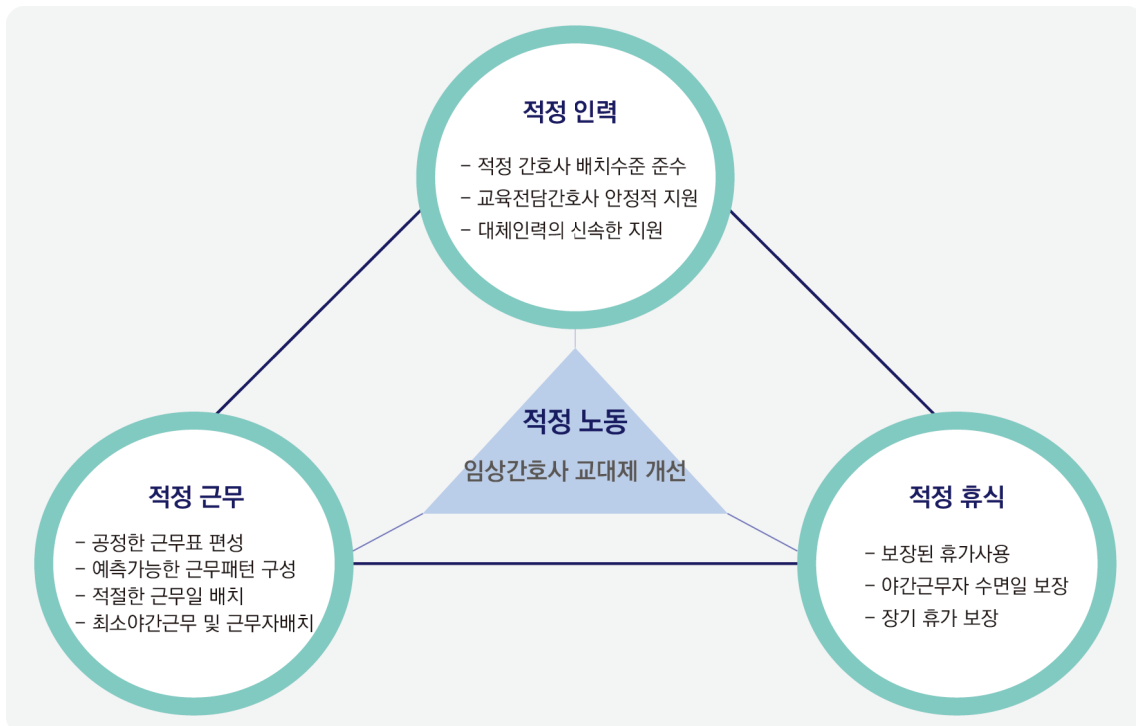 적정 인력
- 적정 간호사 배치수준 준수
- 교육전담간호사 안정적 지원
- 대체인력의 신속한 지원
적정 노동
임상간호사 교대제 개선
적정 근무
- 공정한 근무표 편성
- 예측가능한 근무패턴 구성
- 적절한 근무일 배치
- 최소야간근무 및 근무자배치
적정 휴식
- 보장된 휴가사용
- 야간근무자 수면일 보장
- 장기 휴가 보장